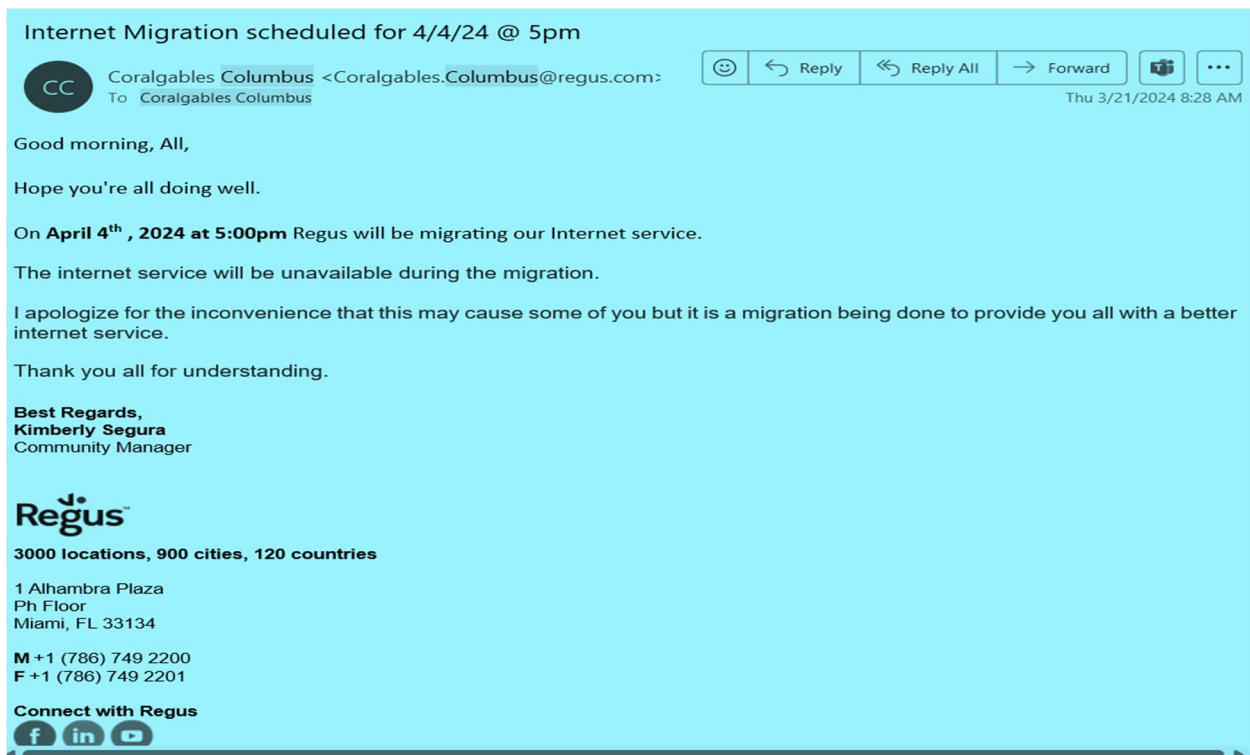 Internet Migration scheduled for 4/4/24 @ 5pm
CC
Coralgables Columbus <Coralgables.Columbus@regus.com>
Reply
Reply All
Forward
To Coralgables Columbus
Thu 3/21/2024 8:28 AM
Good morning, All,
Hope you're all doing well.
On April 4th , 2024 at 5:00pm Regus will be migrating our Internet service.
The internet service will be unavailable during the migration.
I apologize for the inconvenience that this may cause some of you but it is a migration being done to provide you all with a better
internet service.
Thank you all for understanding.
Best Regards,
Kimberly Segura
Community Manager
Regus™
3000 locations, 900 cities, 120 countries
1 Alhambra Plaza
Ph Floor
Miami, FL 33134
M +1 (786) 749 2200
F +1 (786) 749 2201
Connect with Regus